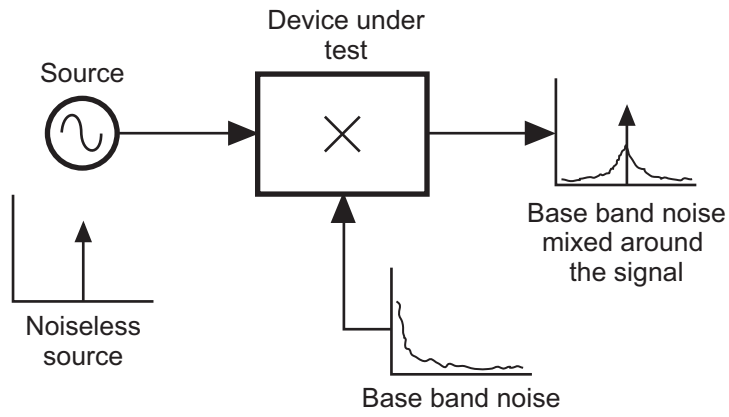 Device under
test
Source
Base band noise
mixed around
the signal
Noiseless
source
Base band noise